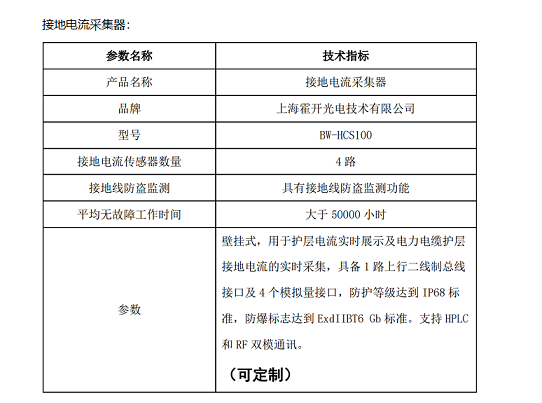 接地电流采集器：
参数名称 技术指标
产品名称 接地电流采集器
品牌 上海霍开光电技术有限公司
型号 BW-HCS100
接地电流传感器数量 4 路
接地线防盗监测 具有接地线防盗监测功能
平均无故障工作时间 大于 50000 小时
参数
壁挂式，用于护层电流实时展示及电力电缆护层
接地电流的实时采集，具备 1 路上行二线制总线
接口及 4 个模拟量接口，防护等级达到 IP68 标
准，防爆标志达到 ExdIIBT6 Gb 标准。支持 HPLC
和 RF 双模通讯。
（可定制）